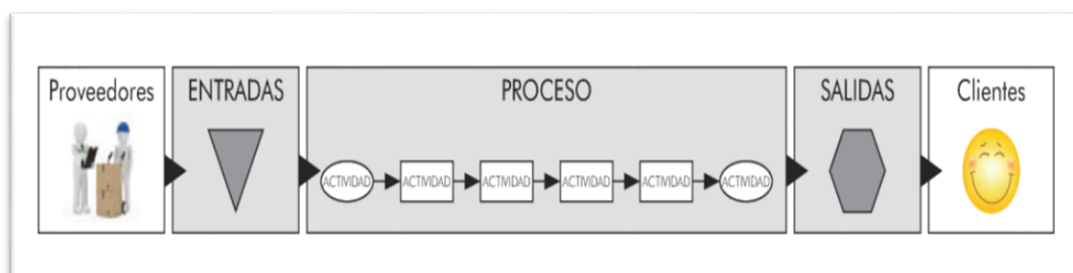 Proveedores
ENTRADAS
PROCESO
SALIDAS
Clientes
ACTIVIDAD
ACTIVIDAD
ACTIVIDAD
ACTIVIDAD
ACTIVIDAD
ACTIVIDAD